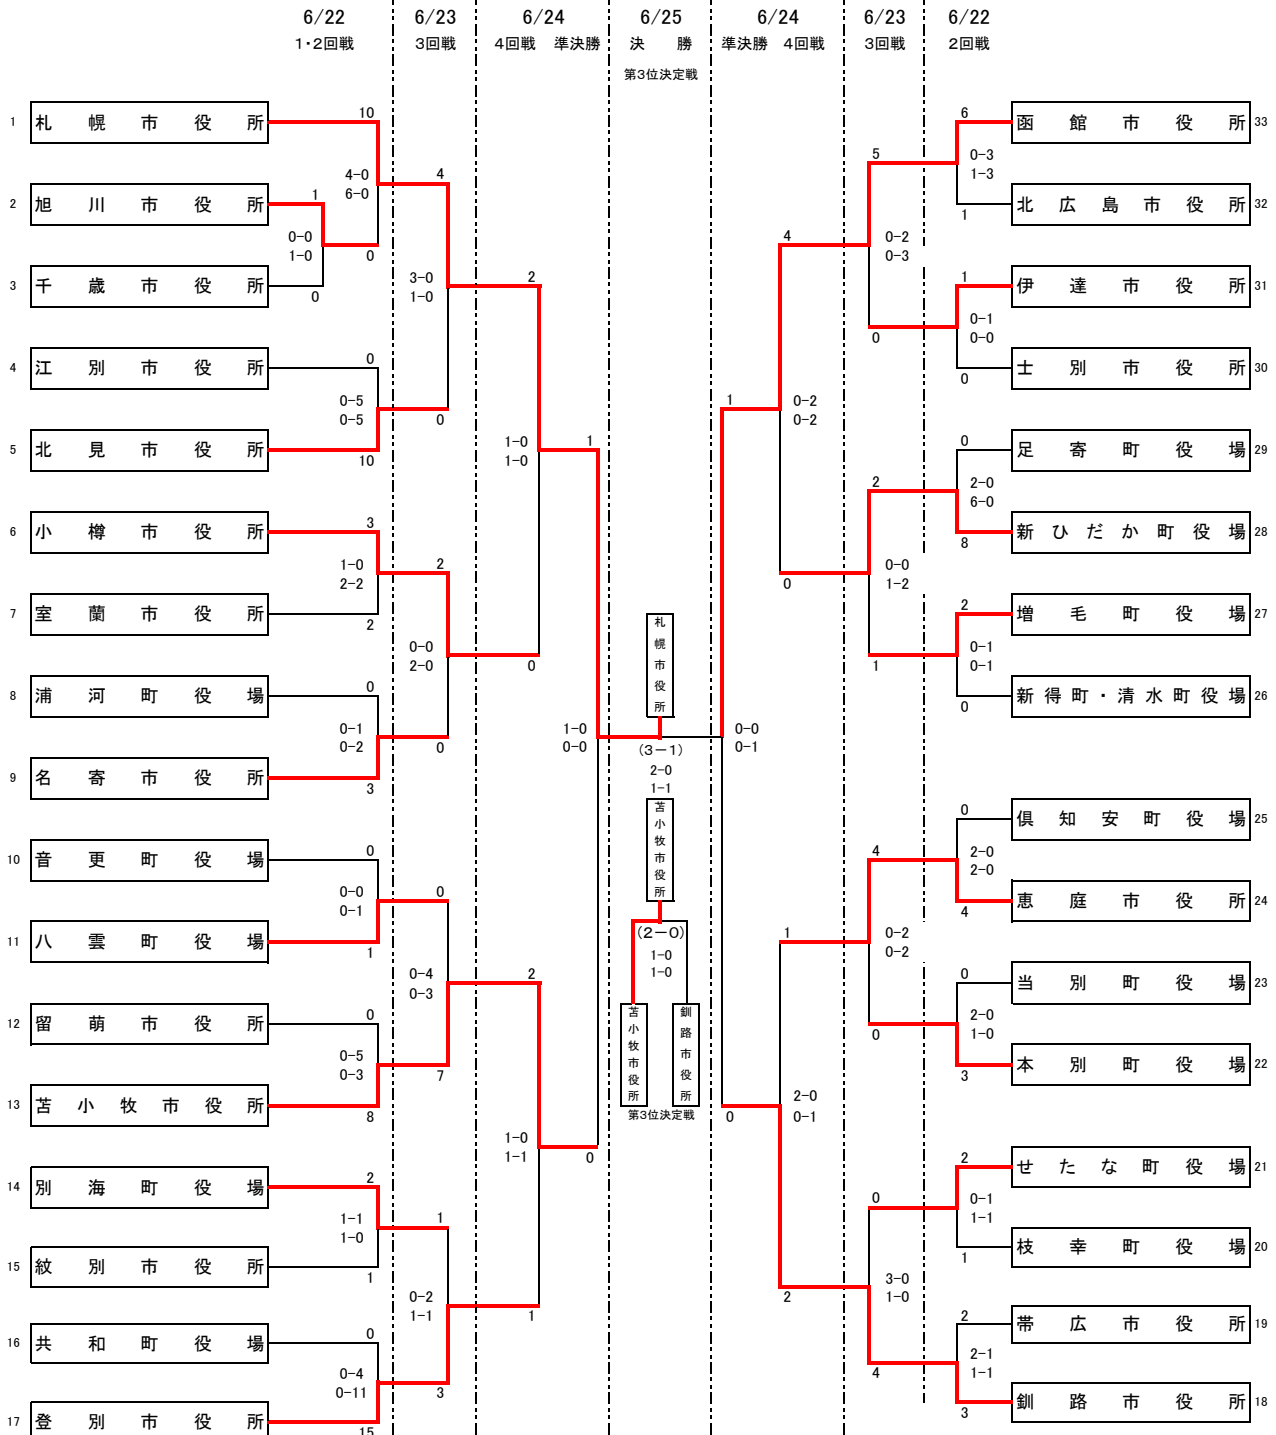 6/22 6/23 6/24 6/25 6/24 6/23 6/22
1・2回戦 3回戦 4回戦 準決勝 決勝 準決勝 4回戦 3回戦 2回戦
第3位決定戦
1 札幌市役所 10
4-0
6-0
4
2 旭川市役所 1
0-0
1-0
0
3 千歳市役所 0
3-0
1-0
2
4 江別市役所 0
0-5
0-5
0
5 北見市役所 10
1-0
1-0
1
6 小樽市役所 3
1-0
2-2
2
7 室蘭市役所 2
0-0
2-0
0
8 浦河町役場 0
0-1
0-2
0
9 名寄市役所 3
1-0
0-0
10 音更町役場 0
0-0
0-1
0
11 八雲町役場 1
0-4
0-3
2
12 留萌市役所 0
0-5
0-3
7
13 苫小牧市役所 8
1-0
1-1
0
14 別海町役場 2
1-1
1-0
1
15 紋別市役所 1
0-2
1-1
1
16 共和町役場 0
0-4
0-11
3
17 登別市役所 15
札幌市役所
(3-1)
2-0
1-1
苫小牧市役所
(2-0)
1-0
1-0
苫小牧市役所 釧路市役所
第3位決定戦
6 函館市役所 33
5
0-3
1-3
1 北広島市役所 32
4
0-2
0-3
1 伊達市役所 31
0
0-1
0-0
0 士別市役所 30
1
0-2
0-2
0 足寄町役場 29
2
2-0
6-0
8 新ひだか町役場 28
0
0-0
1-2
2 増毛町役場 27
1
0-1
0-1
0 新得町・清水町役場 26
0-0
0-1
0 倶知安町役場 25
4
2-0
2-0
4 恵庭市役所 24
1
0-2
0-2
0 当別町役場 23
0
2-0
1-0
3 本別町役場 22
0
2-0
0-1
2 せたな町役場 21
0
0-1
1-1
1 枝幸町役場 20
2
3-0
1-0
2 帯広市役所 19
4
2-1
1-1
3 釧路市役所 18